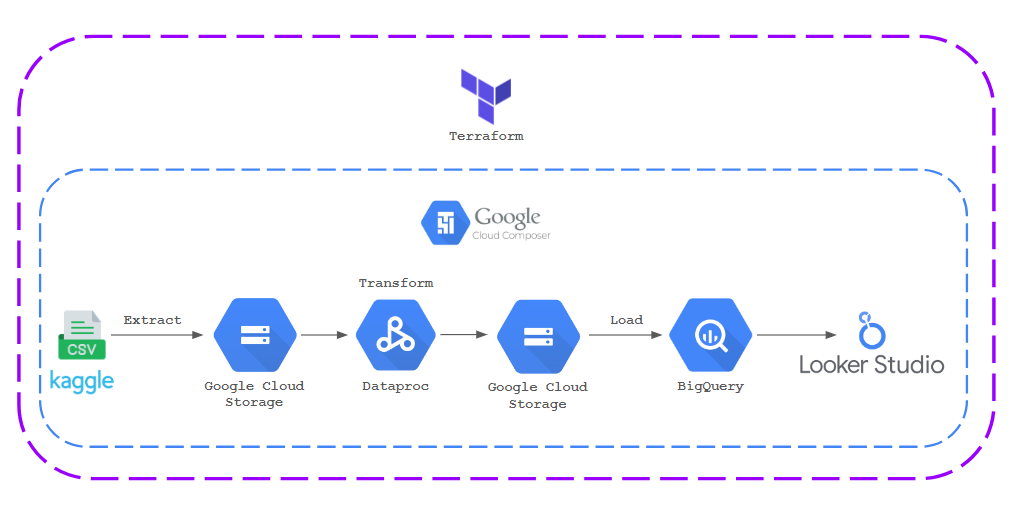 Terraform
Google
Cloud Composer
Transform
Extract
Load
CSV
kaggle
Google Cloud
Storage
Dataproc
Google Cloud
Storage
BigQuery
Looker Studio